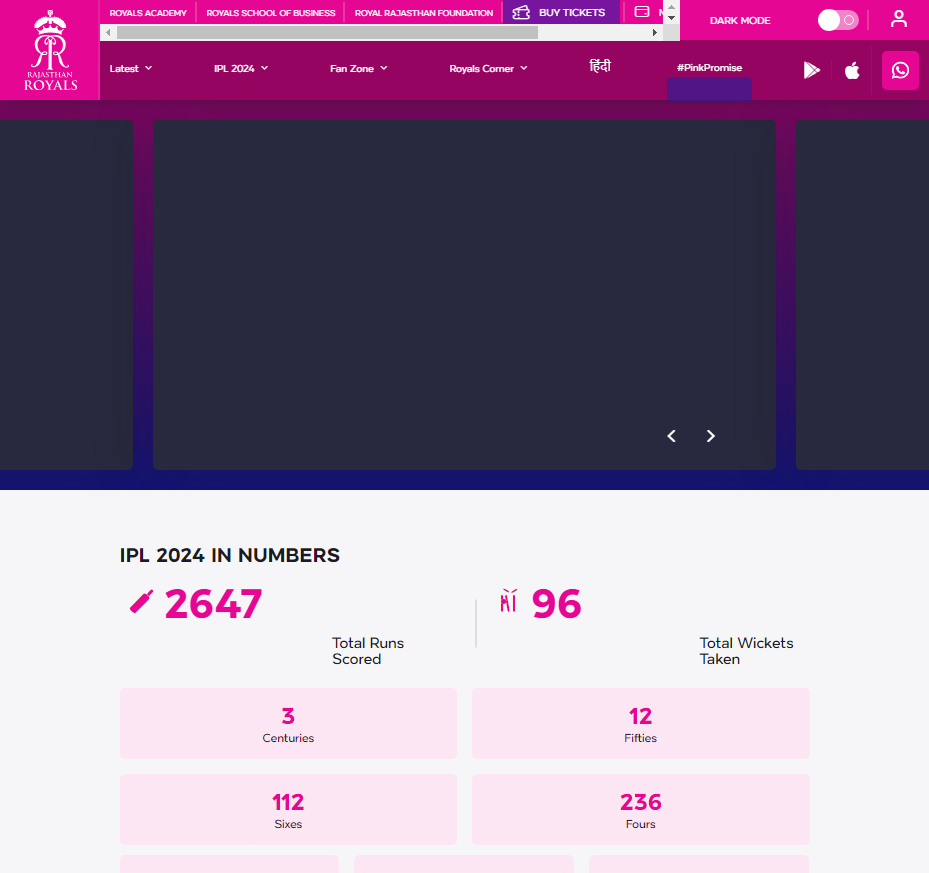 ROYALS ACADEMY
ROYALS SCHOOL OF BUSINESS
ROYAL RAJASTHAN FOUNDATION
BUY TICKETS
DARK MODE
RAJASTHAN
ROYALS
Latest
IPL 2024
Fan Zone
Royals Corner
हिंदी
#PinkPromise
IPL 2024 IN NUMBERS
2647
Total Runs
Scored
96
Total Wickets
Taken
3
Centuries
12
Fifties
112
Sixes
236
Fours